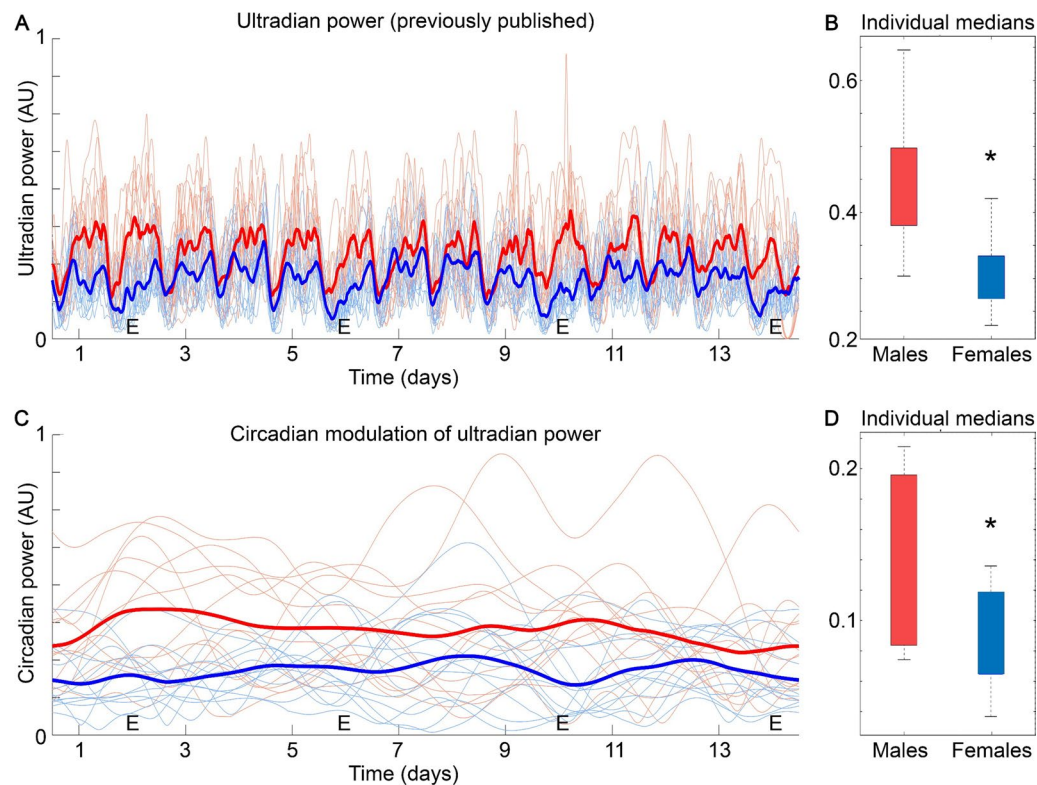 A
Ultradian power (previously published)
1
Ultradian power (AU)
0
E
E
E
E
1
3
5
7
9
11
13
Time (days)
B
Individual medians
0.6
0.4
0.2
*
Males
Females
C
Circadian modulation of ultradian power
1
Circadian power (AU)
0
E
E
E
E
1
3
5
7
9
11
13
Time (days)
D
Individual medians
0.2
0.1
*
Males
Females